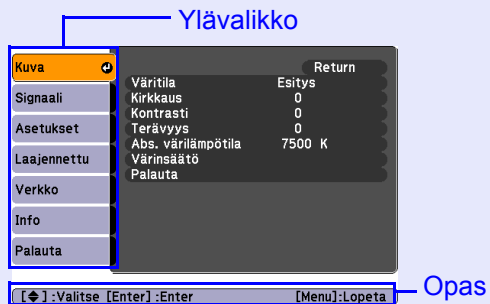 Ylävalikko
Kuva
Signaali
Asetukset
Laajennettu
Verkko
Info
Palauta
Return
Väritila Esitys
Kirkkaus 0
Kontrasti 0
Terävyys 0
Abs. värilämpötila 7500 K
Värinsäätö
Palauta
[◆] :Valitse [Enter] :Enter [Menu]:Lopeta
Opas